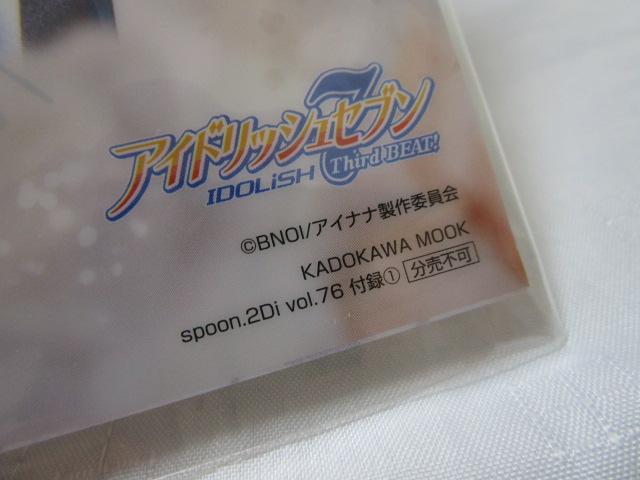 アイドリッシュセブン
7
IDOLiSH
Third BEAT!
©BNOI/アイナナ製作委員会
KADOKAWA MOOK
spoon.2Di vol.76 付録① 分売不可